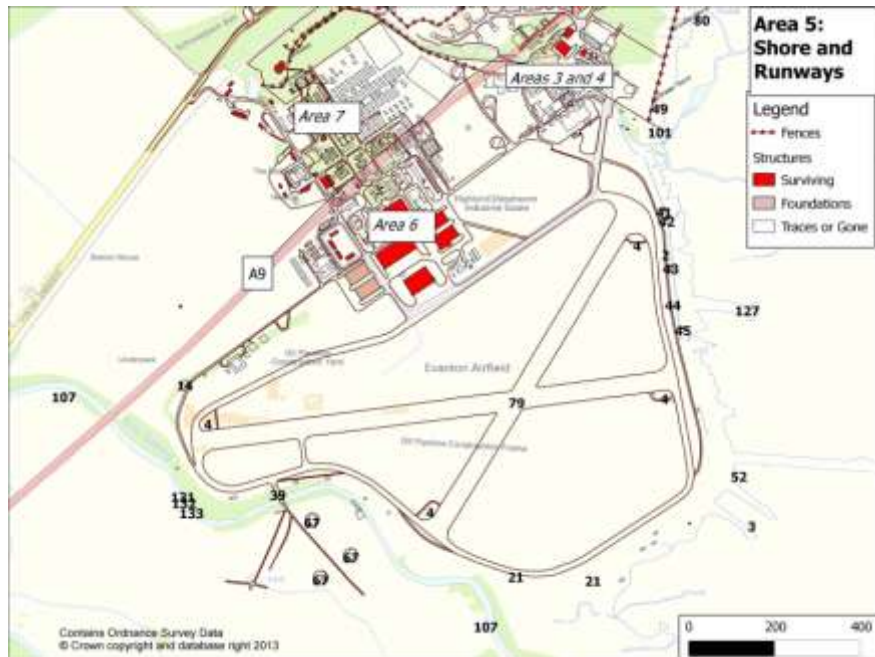 80
Area 5:
Shore and
Runways
Areas 3 and 4
Legend
Fences
Structures
Surviving
Foundations
Traces or Gone
Area 7
49
101
Area 6
4
2
43
A9
44
127
45
Evanton Airfield
14
107
4
79
4
52
131
132
133
39
67
4
3
67
67
21
21
107
Contains Ordnance Survey Data
© Crown copyright and database right 2013
0 200 400